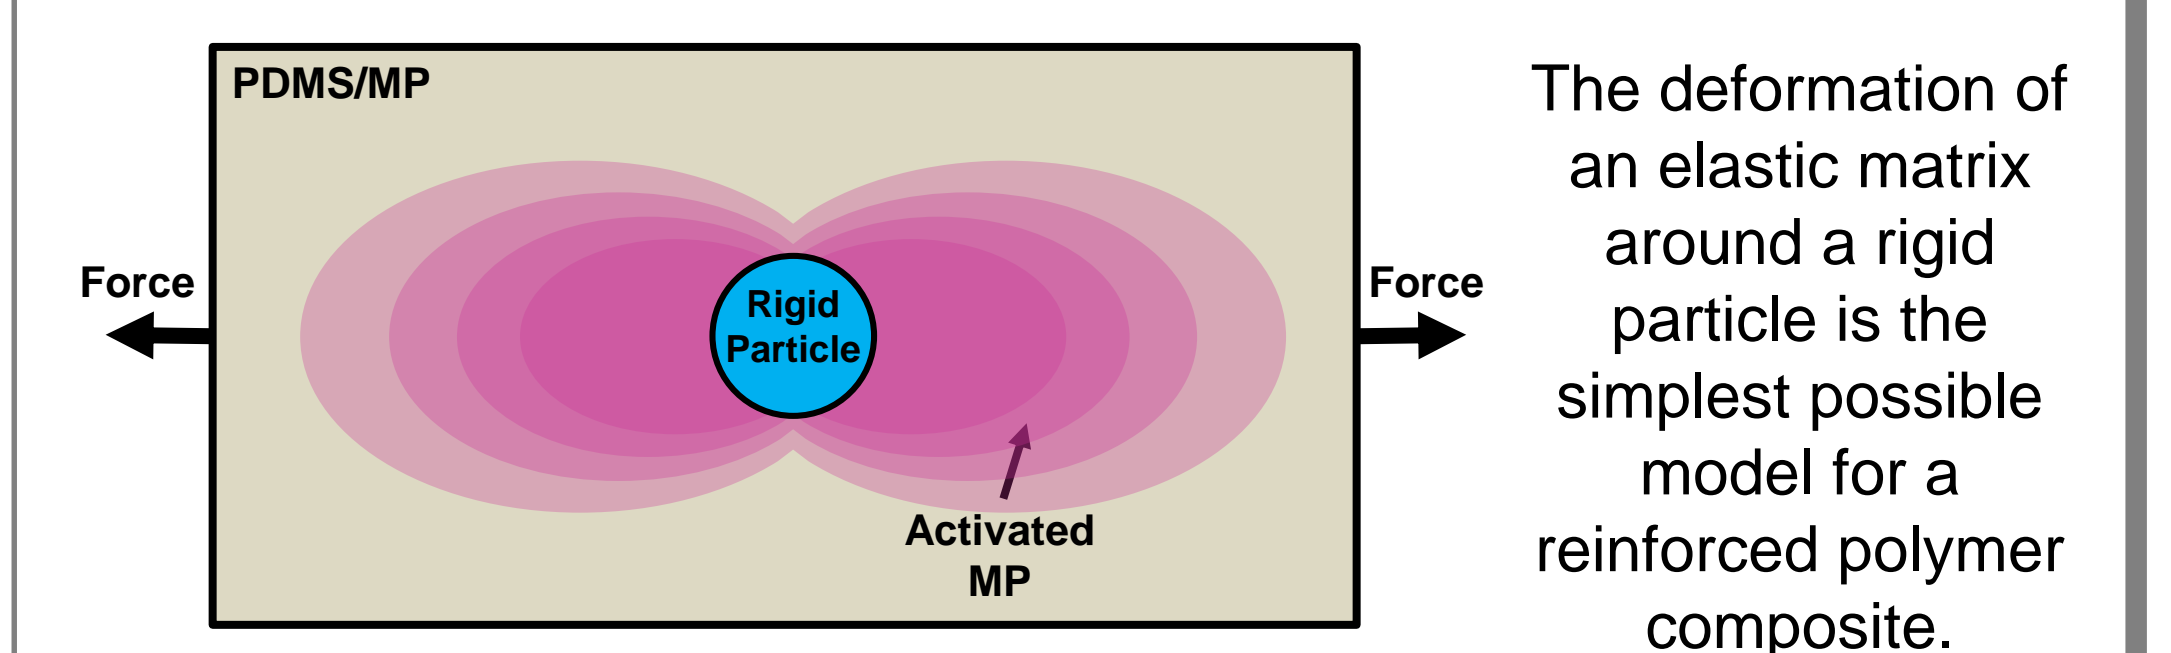 PDMS/MP
Force
Rigid
Particle
Force
Activated
MP
The deformation of
an elastic matrix
around a rigid
particle is the
simplest possible
model for a
reinforced polymer
composite.